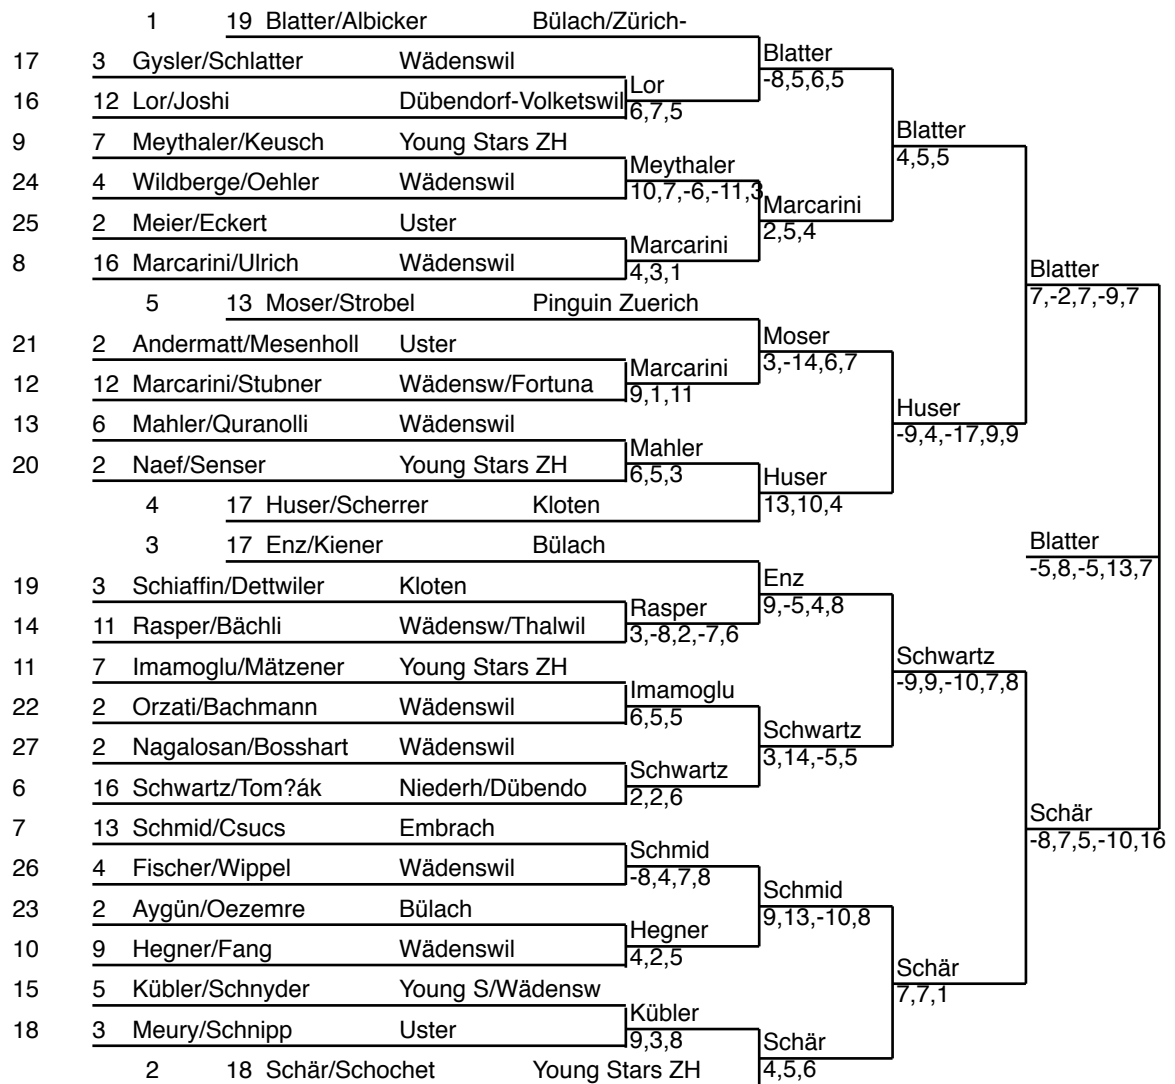 1 19 Blatter/Albicker Bülach/Zürich-
Blatter
17 3 Gysler/Schlatter Wädenswil
-8,5,6,5
Lor
16 12 Lor/Joshi Dübendorf-Volketswil
6,7,5
Blatter
9 7 Meythaler/Keusch Young Stars ZH
4,5,5
Meythaler
24 4 Wildberge/Oehler Wädenswil
10,7,-6,-11,3
Marcarini
25 2 Meier/Eckert Uster
2,5,4
Marcarini
8 16 Marcarini/Ulrich Wädenswil
4,3,1
Blatter
7,-2,7,-9,7
5 13 Moser/Strobel Pinguin Zuerich
Moser
21 2 Andermatt/Mesenholl Uster
3,-14,6,7
Marcarini
12 12 Marcarini/Stubner Wädensw/Fortuna
9,1,11
Huser
13 6 Mahler/Quranolli Wädenswil
-9,4,-17,9,9
Mahler
20 2 Naef/Senser Young Stars ZH
6,5,3
Huser
4 17 Huser/Scherrer Kloten
13,10,4
3 17 Enz/Kiener Bülach
Blatter
-5,8,-5,13,7
Enz
19 3 Schiaffin/Dettwiler Kloten
9,-5,4,8
Rasper
14 11 Rasper/Bächli Wädensw/Thalwil
3,-8,2,-7,6
Schwartz
11 7 Imamoglu/Mätzener Young Stars ZH
-9,9,-10,7,8
Imamoglu
22 2 Orzati/Bachmann Wädenswil
6,5,5
Schwartz
27 2 Nagalosan/Bosshart Wädenswil
3,14,-5,5
Schwartz
6 16 Schwartz/Tom?ák Niederh/Dübendo
2,2,6
Schär
7 13 Schmid/Csucs Embrach
-8,7,5,-10,16
Schmid
26 4 Fischer/Wippel Wädenswil
-8,4,7,8
Schmid
23 2 Aygün/Oezemre Bülach
9,13,-10,8
Hegner
10 9 Hegner/Fang Wädenswil
4,2,5
Schär
15 5 Kübler/Schnyder Young S/Wädensw
7,7,1
Kübler
18 3 Meury/Schnipp Uster
9,3,8
Schär
2 18 Schär/Schochet Young Stars ZH
4,5,6